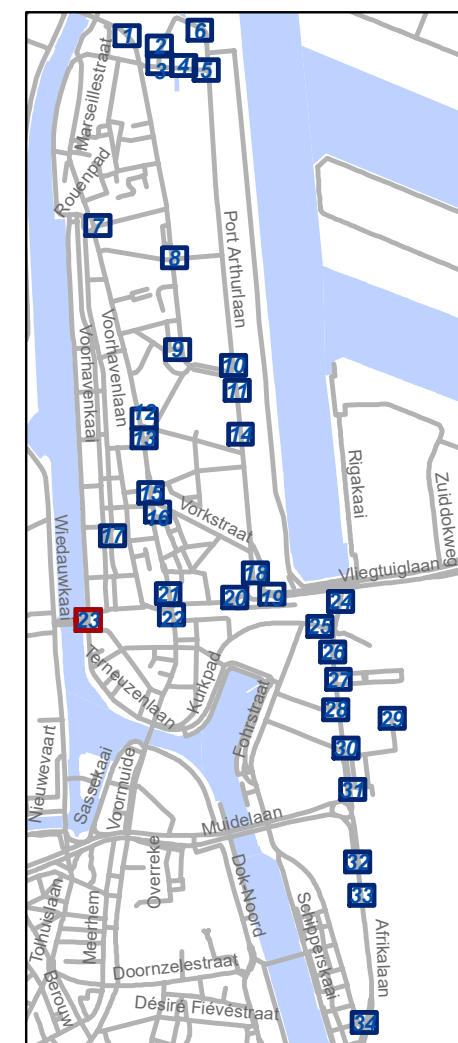 1
2
6
3
4
5
Marseillestraat
Rouenpad
7
Port Arthurlaan
8
9
10
11
Voorhavenlaan
Voorhavenkaai
12
13
14
Rigakaai
Zuiddokweg
15
16
Vorkstraat
17
Wiedauwkaai
18
Vliegtuiglaan
19
20
21
22
23
24
25
26
Terneuzenlaan
Kurkpad
27
28
29
Fohrstraat
30
31
Nieuwevaart
Sassekaai
Voormuide
Muidelaan
32
33
Overreke
Dok-Noord
Tolhuislaan
Meerhem
Schipperskaai
Afrikalaan
Berouw
Doornzelestraat
Désiré Fiévéstraat
34